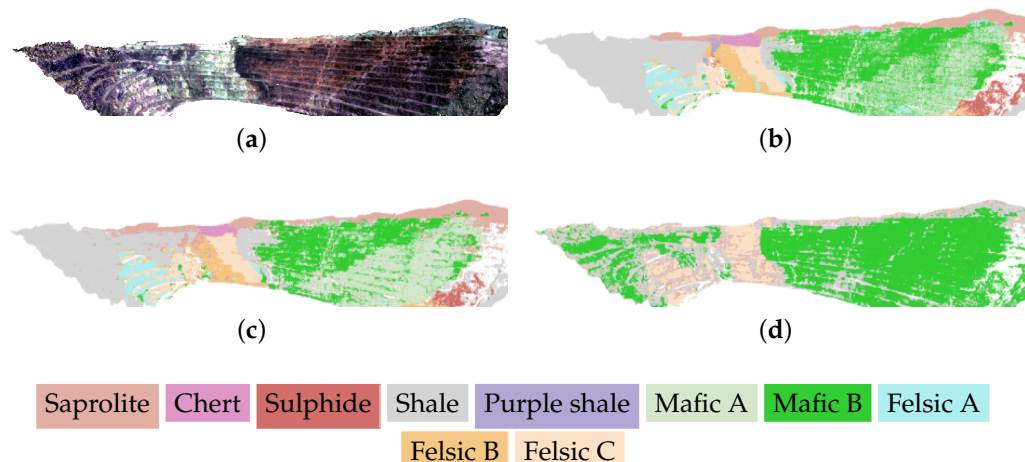 (a) (b)
(c) (d)
Saprolite Chert Sulphide Shale Purple shale Mafic A Mafic B Felsic A
Felsic B Felsic C